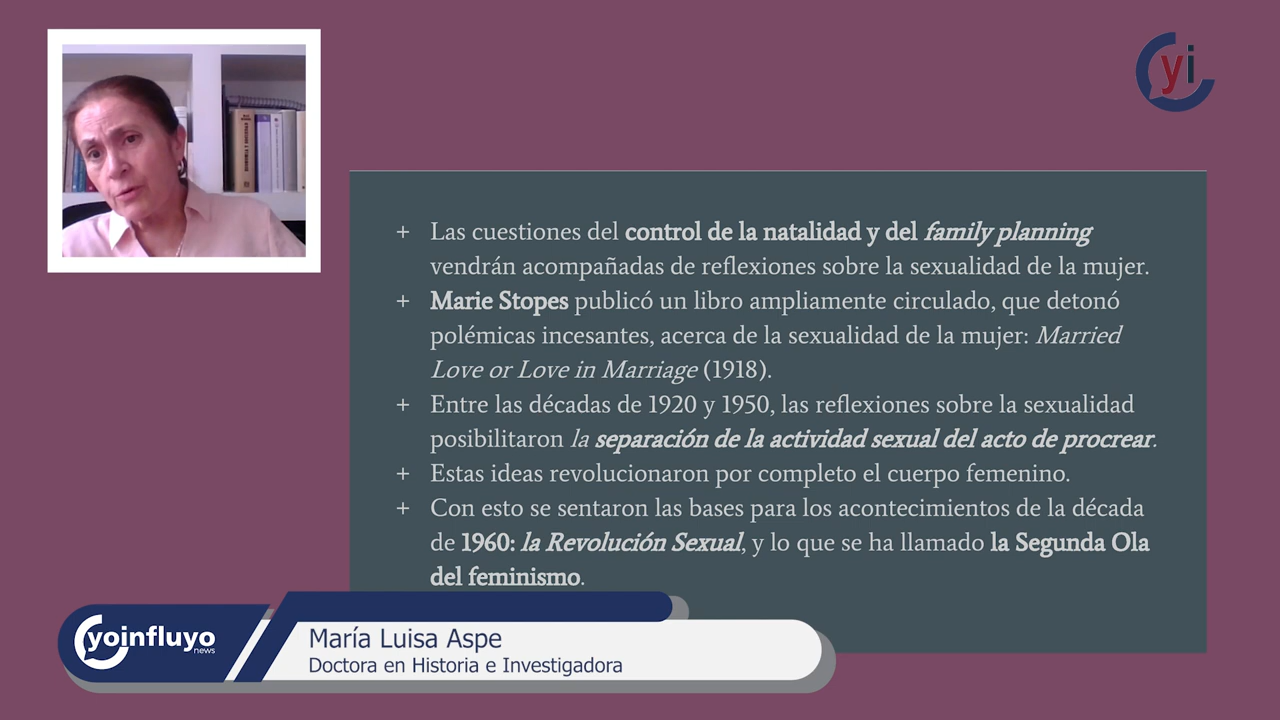 yi
+ Las cuestiones del control de la natalidad y del family planning
vendrán acompañadas de reflexiones sobre la sexualidad de la mujer.
+ Marie Stopes publicó un libro ampliamente circulado, que detonó
polémicas incesantes, acerca de la sexualidad de la mujer: Married
Love or Love in Marriage (1918).
+ Entre las décadas de 1920 y 1950, las reflexiones sobre la sexualidad
posibilitaron la separación de la actividad sexual del acto de procrear.
+ Estas ideas revolucionaron por completo el cuerpo femenino.
+ Con esto se sentaron las bases para los acontecimientos de la década
de 1960: la Revolución Sexual, y lo que se ha llamado la Segunda Ola
del feminismo.
yoinfluyo
news
María Luisa Aspe
Doctora en Historia e Investigadora